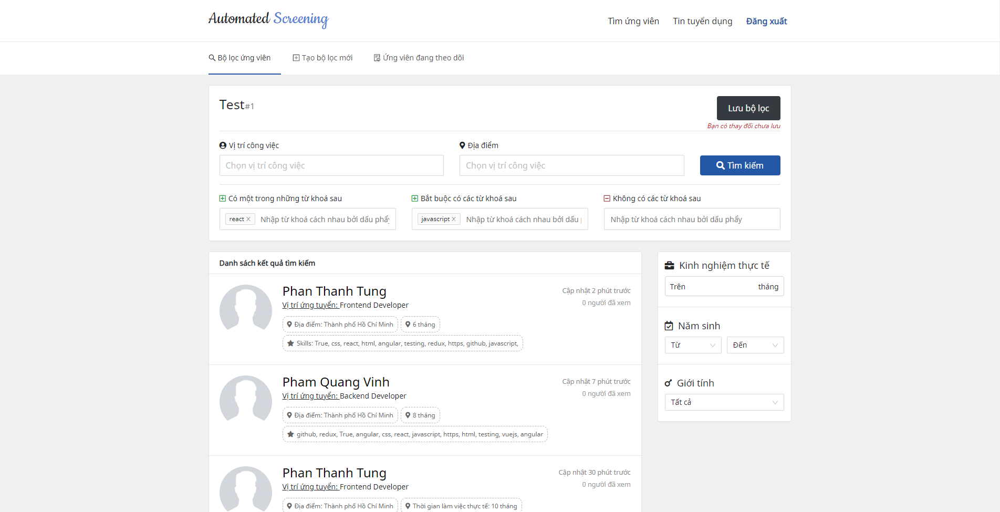 Automated Screening
Tìm ứng viên
Tin tuyển dụng
Đăng xuất
Bộ lọc ứng viên
Tạo bộ lọc mới
Ứng viên đang theo dõi
Test#1
Lưu bộ lọc
Bạn có thay đổi chưa lưu
Vị trí công việc
Địa điểm
Chọn vị trí công việc
Chọn vị trí công việc
Tìm kiếm
Có một trong những từ khoá sau
Bắt buộc có các từ khoá sau
Không có các từ khoá sau
react Nhập từ khoá cách nhau bởi dấu phẩy
javascript Nhập từ khoá cách nhau bởi dấu
Nhập từ khoá cách nhau bởi dấu phẩy
Danh sách kết quả tìm kiếm
Phan Thanh Tung
Cập nhật 2 phút trước
Vị trí ứng tuyển: Frontend Developer
0 người đã xem
Địa điểm: Thành phố Hồ Chí Minh
6 tháng
Skills: True, css, react, html, angular, testing, redux, https, github, javascript,
Pham Quang Vinh
Cập nhật 7 phút trước
Vị trí ứng tuyển: Backend Developer
0 người đã xem
Địa điểm: Thành phố Hồ Chí Minh
8 tháng
github, redux, True, angular, css, react, javascript, https, html, testing, vuejs, angular
Phan Thanh Tung
Cập nhật 30 phút trước
Vị trí ứng tuyển: Frontend Developer
0 người đã xem
Địa điểm: Thành phố Hồ Chí Minh
Thời gian làm việc thực tế: 10 tháng
Kinh nghiệm thực tế
Trên tháng
Năm sinh
Từ
Đến
Giới tính
Tất cả